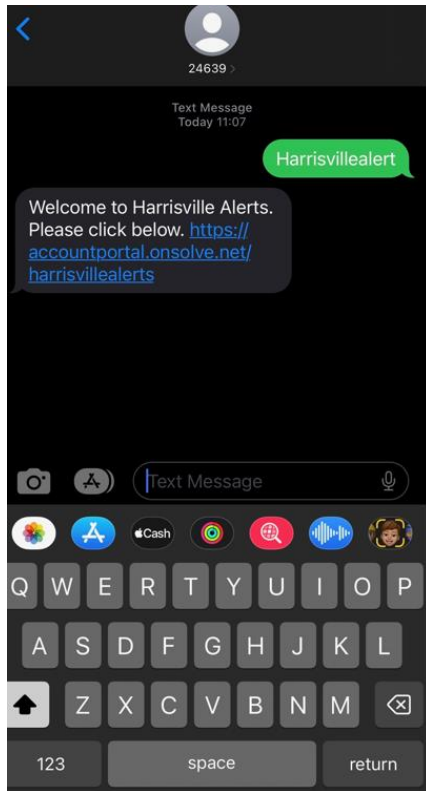 24639 >
Text Message
Today 11:07
Harrisvillealert
Welcome to Harrisville Alerts.
Please click below. https://
accountportal.onsolve.net/
harrisvillealerts
Text Message
Cash
Q W E R T Y U I O P
A S D F G H J K L
Z X C V B N M
123 space return